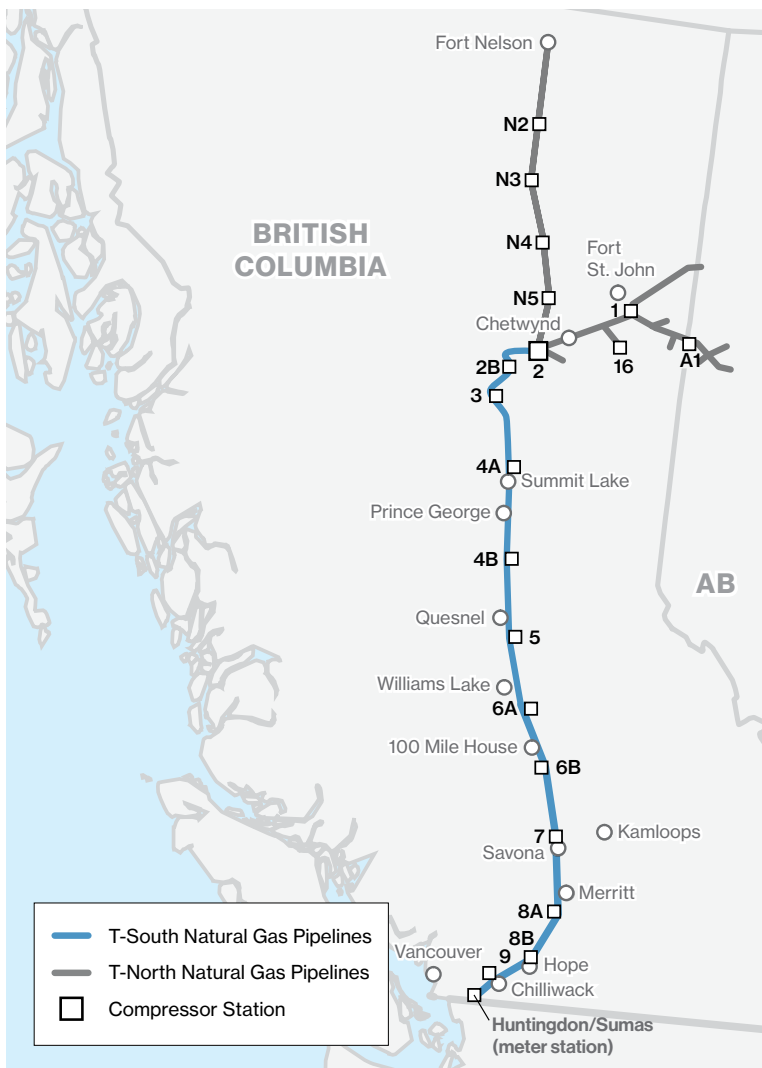 Fort Nelson
N2
N3
BRITISH
COLUMBIA
N4
Fort
St. John
N5
1
Chetwynd
2B
2
16
A1
3
4A
Summit Lake
Prince George
4B
AB
Quesnel
5
Williams Lake
6A
100 Mile House
6B
7
Kamloops
Savona
Merritt
8A
8B
9
Vancouver
Hope
Chilliwack
Huntingdon/Sumas
(meter station)
T-South Natural Gas Pipelines
T-North Natural Gas Pipelines
Compressor Station